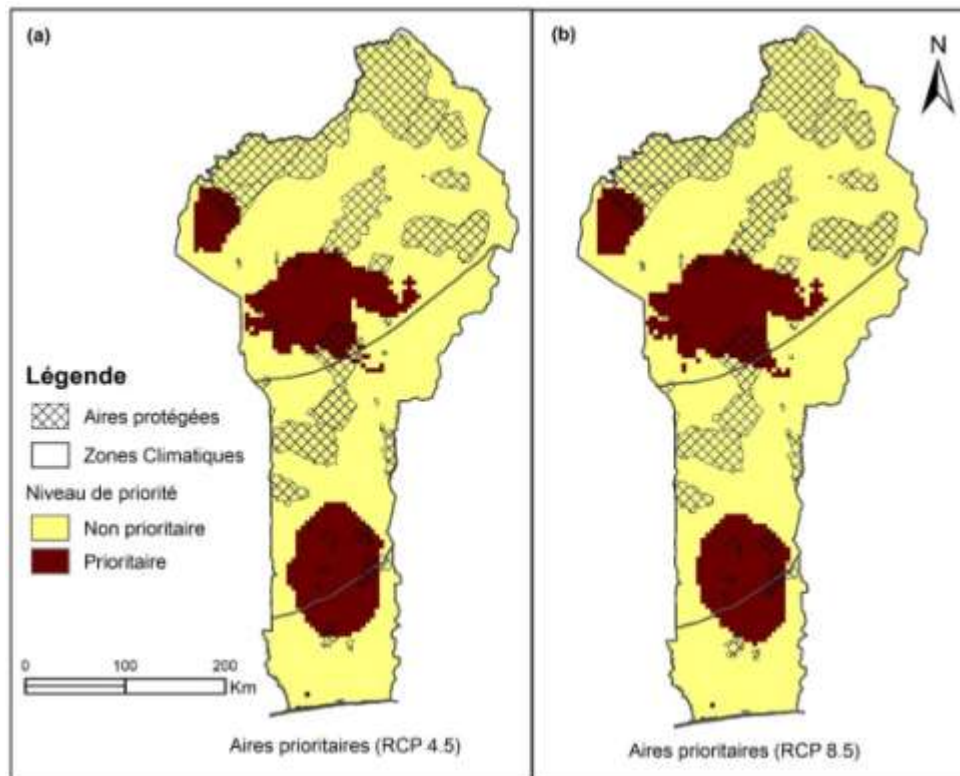 (a)
(b)
N
Légende
Aires protégées
Zones Climatiques
Niveau de priorité
Non prioritaire
Prioritaire
0 100 200
Km
Aires prioritaires (RCP 4.5)
Aires prioritaires (RCP 8.5)